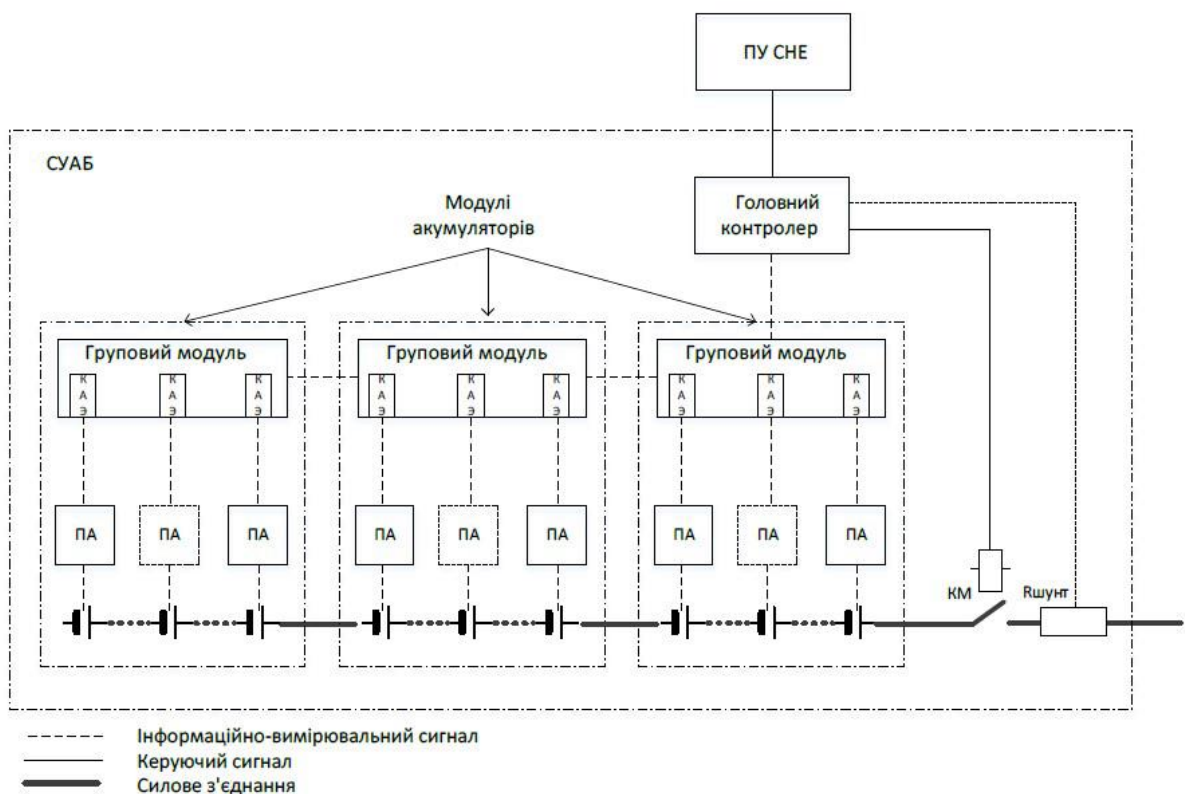 ПУ СНЕ
СУАБ
Модулі
акумуляторів
Головний
контролер
Груповий модуль
К
А
Э
К
А
Э
К
А
Э
Груповий модуль
К
А
Э
К
А
Э
К
А
Э
Груповий модуль
К
А
Э
К
А
Э
К
А
Э
ПА
ПА
ПА
ПА
ПА
ПА
ПА
ПА
ПА
КМ
Rшунт
Інформаційно-вимірювальний сигнал
Керуючий сигнал
Силове з'єднання